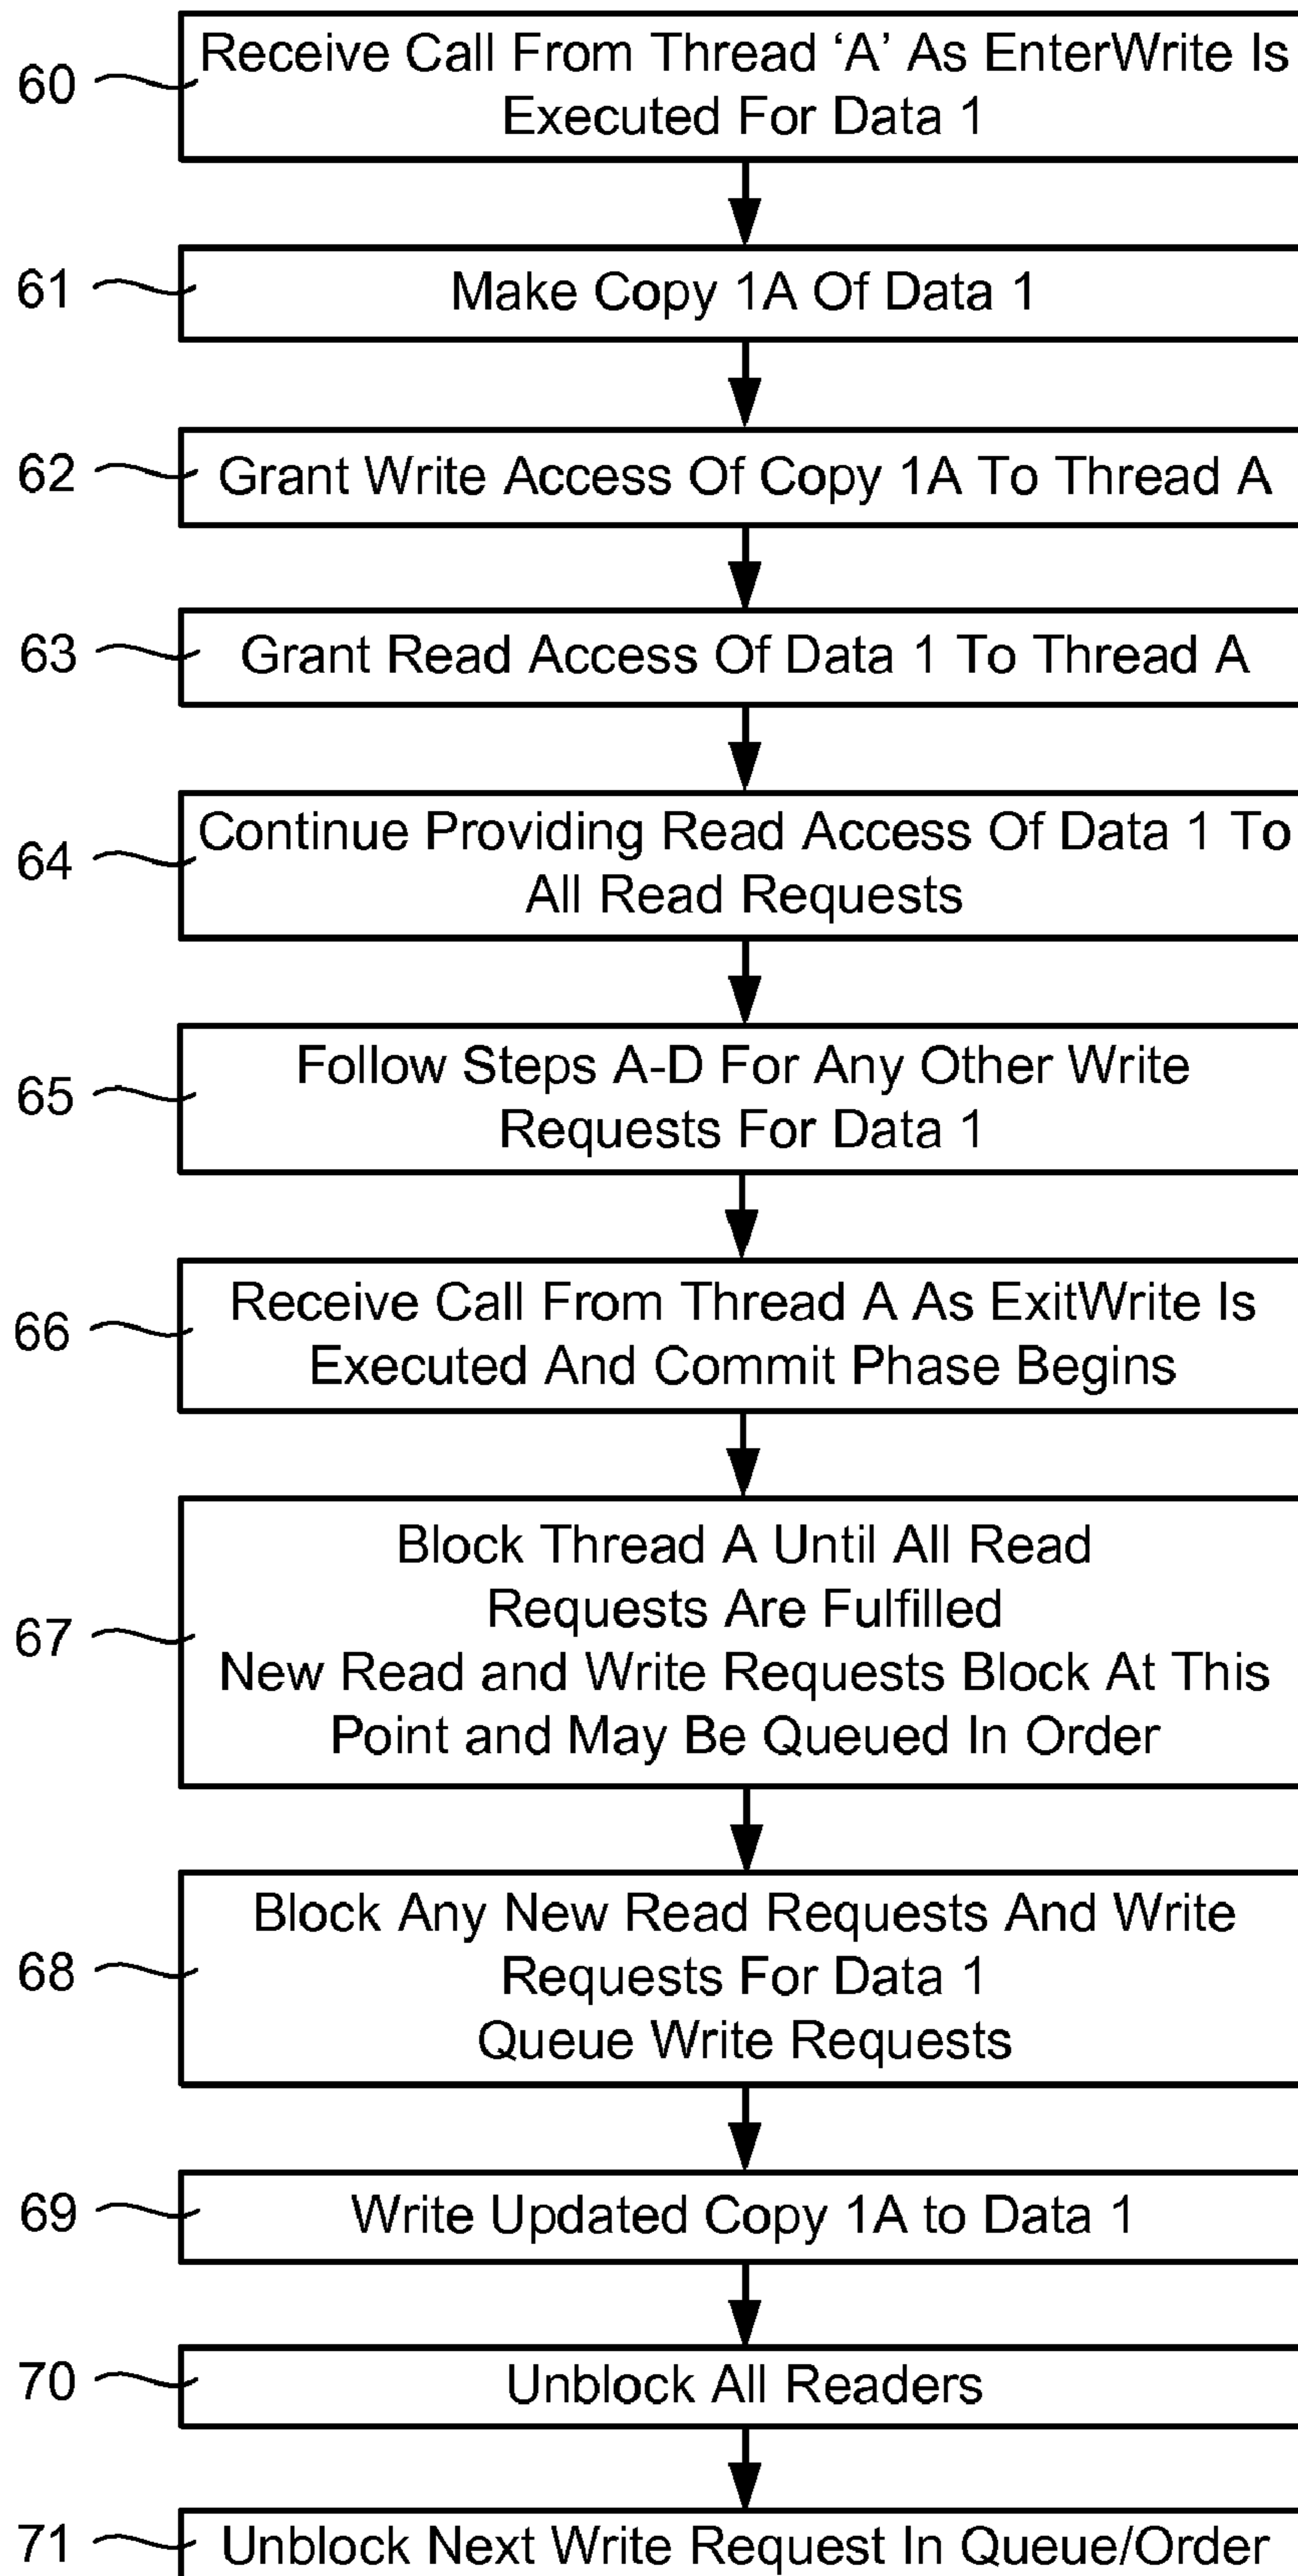 60
Receive Call From Thread ‘A’ As EnterWrite Is
Executed For Data 1
61
Make Copy 1A Of Data 1
62
Grant Write Access Of Copy 1A To Thread A
63
Grant Read Access Of Data 1 To Thread A
64
Continue Providing Read Access Of Data 1 To
All Read Requests
65
Follow Steps A-D For Any Other Write
Requests For Data 1
66
Receive Call From Thread A As ExitWrite Is
Executed And Commit Phase Begins
67
Block Thread A Until All Read
Requests Are Fulfilled
New Read and Write Requests Block At This
Point and May Be Queued In Order
68
Block Any New Read Requests And Write
Requests For Data 1
Queue Write Requests
69
Write Updated Copy 1A to Data 1
70
Unblock All Readers
71
Unblock Next Write Request In Queue/Order